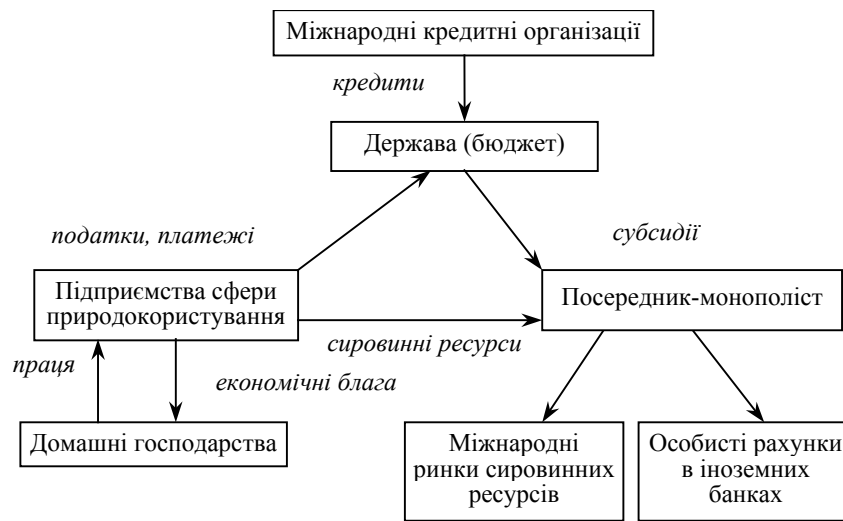 Міжнародні кредитні організації
кредити
Держава (бюджет)
податки, платежі
субсидії
Підприємства сфери
природокористування
Посередник-монополіст
сировинні ресурси
праця
економічні блага
Домашні господарства
Міжнародні
ринки сировинних
ресурсів
Особисті рахунки
в іноземних
банках